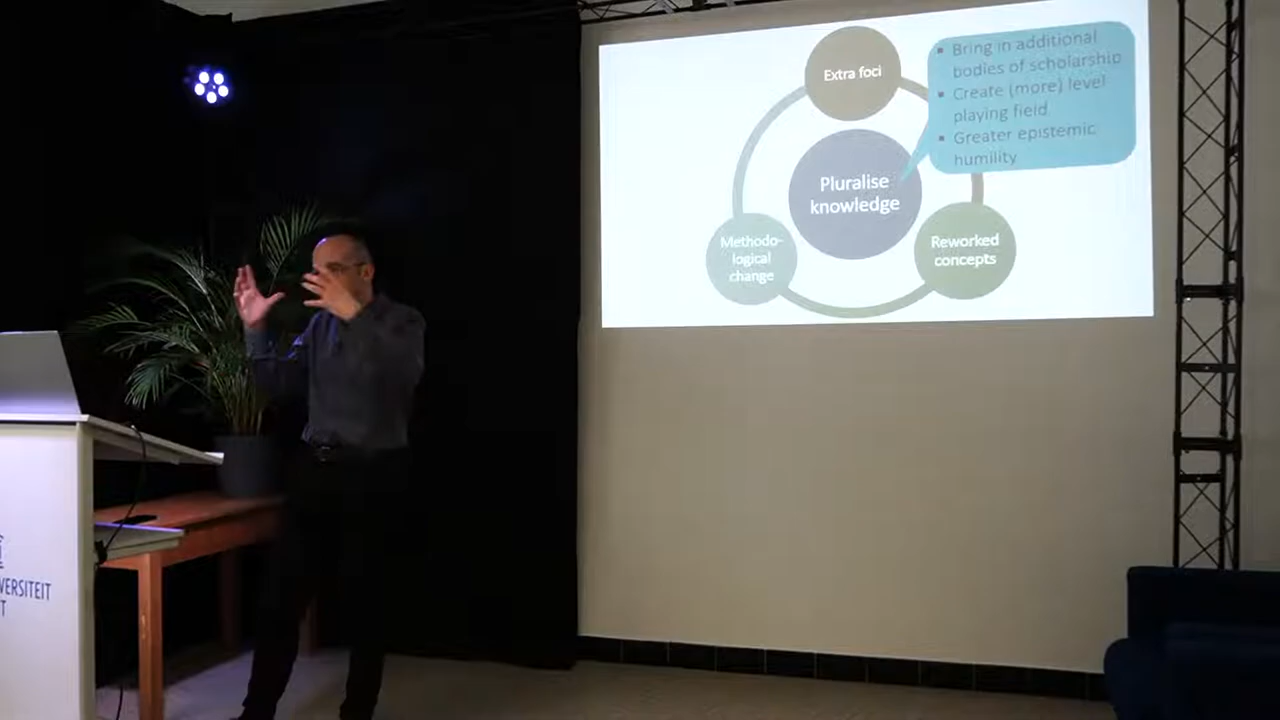 Extra foci
▪ Bring in additional
bodies of scholarship
▪ Create (more) level
playing field
▪ Greater epistemic
humility
Pluralise
knowledge
Methodo-
logical
change
Reworked
concepts
VERSITEIT
T